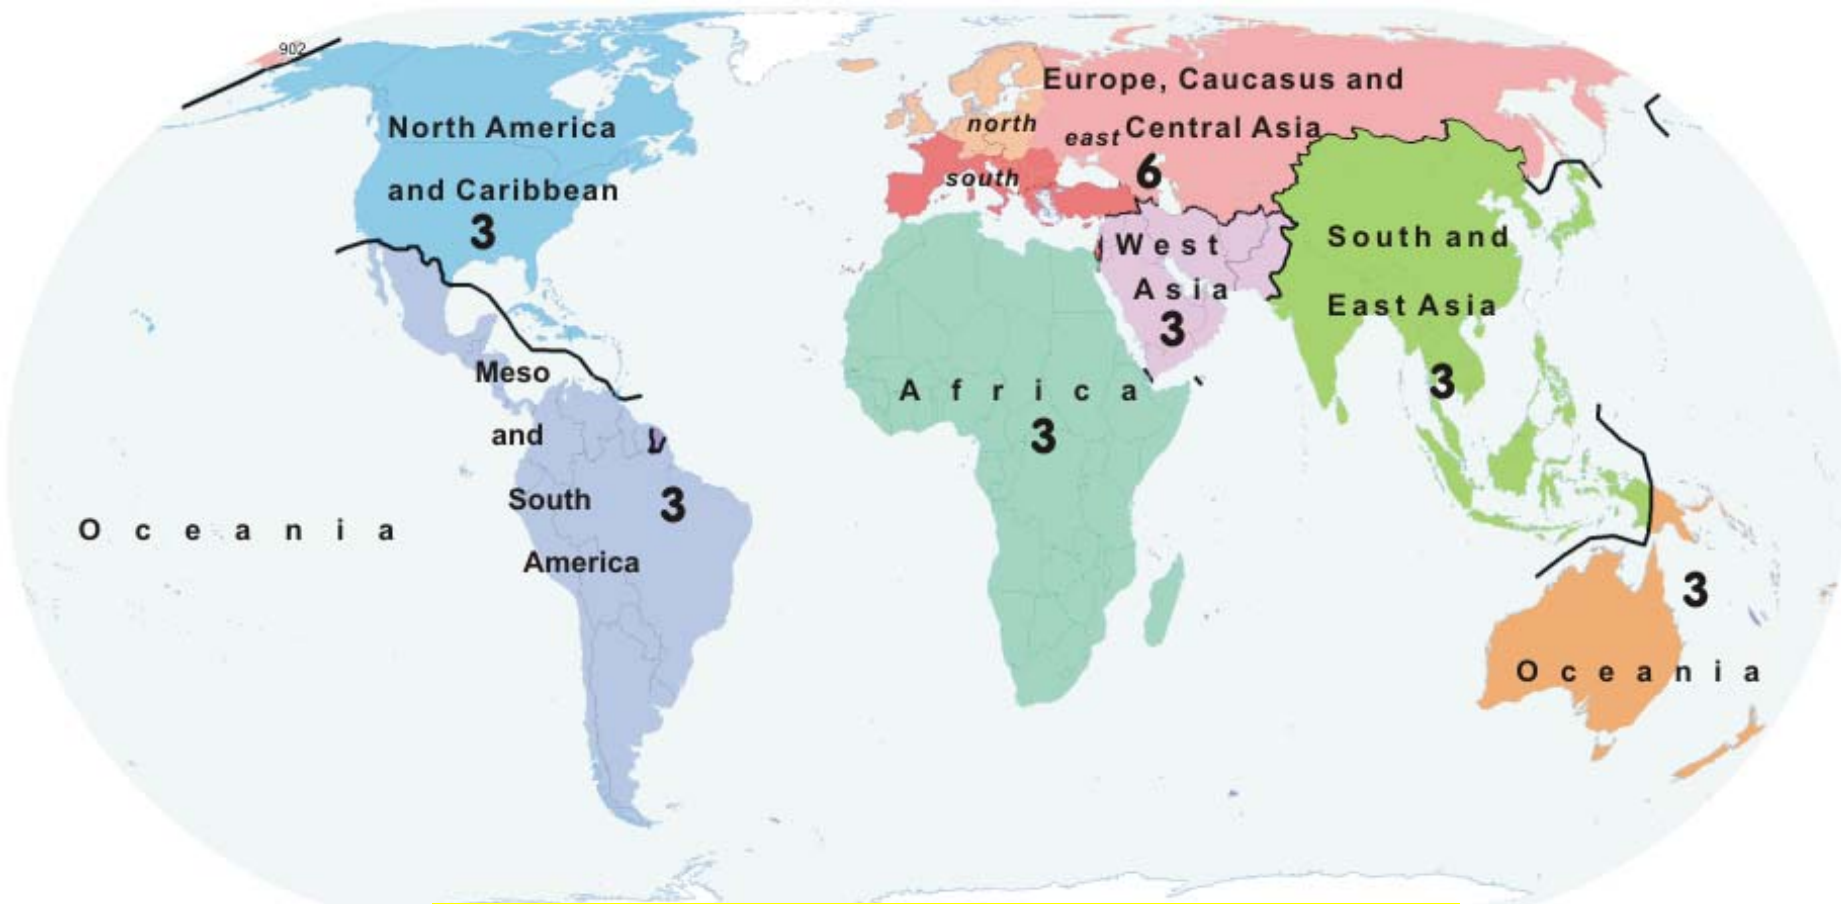 902
North America
and Caribbean
3
Europe, Caucasus and
north
east Central Asia
6
south
West
Asia
3
South and
East Asia
3
Meso
and
South
3
America
Africa
3
Oceania
3
Oceania